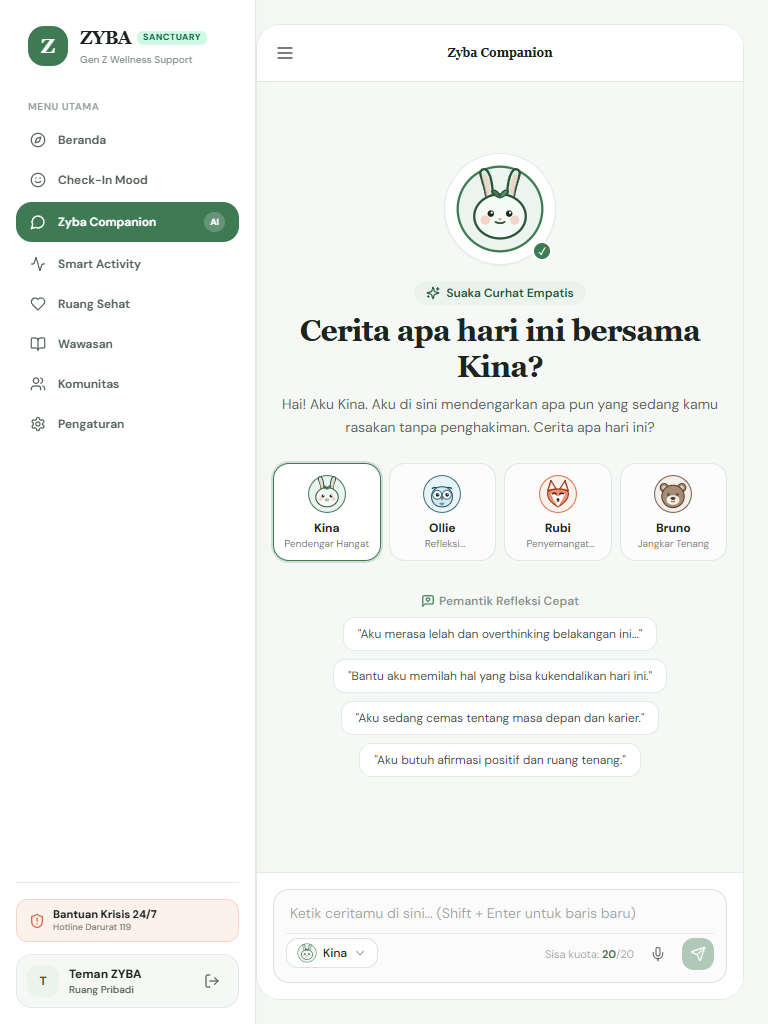 Z
ZYBA SANCTUARY
Gen Z Wellness Support
MENU UTAMA
Beranda
Check-In Mood
Zyba Companion AI
Smart Activity
Ruang Sehat
Wawasan
Komunitas
Pengaturan
Bantuan Krisis 24/7
Hotline Darurat 119
T
Teman ZYBA
Ruang Pribadi
Zyba Companion
Suaka Curhat Empatis
Cerita apa hari ini bersama
Kina?
Hai! Aku Kina. Aku di sini mendengarkan apa pun yang sedang kamu
rasakan tanpa penghakiman. Cerita apa hari ini?
Kina
Pendengar Hangat
Ollie
Refleksi...
Rubi
Penyemangat...
Bruno
Jangkar Tenang
Pemantik Refleksi Cepat
"Aku merasa lelah dan overthinking belakangan ini..."
"Bantu aku memilah hal yang bisa kukendalikan hari ini."
"Aku sedang cemas tentang masa depan dan karier."
"Aku butuh afirmasi positif dan ruang tenang."
Ketik ceritamu di sini... (Shift + Enter untuk baris baru)
Kina
Sisa kuota: 20/20